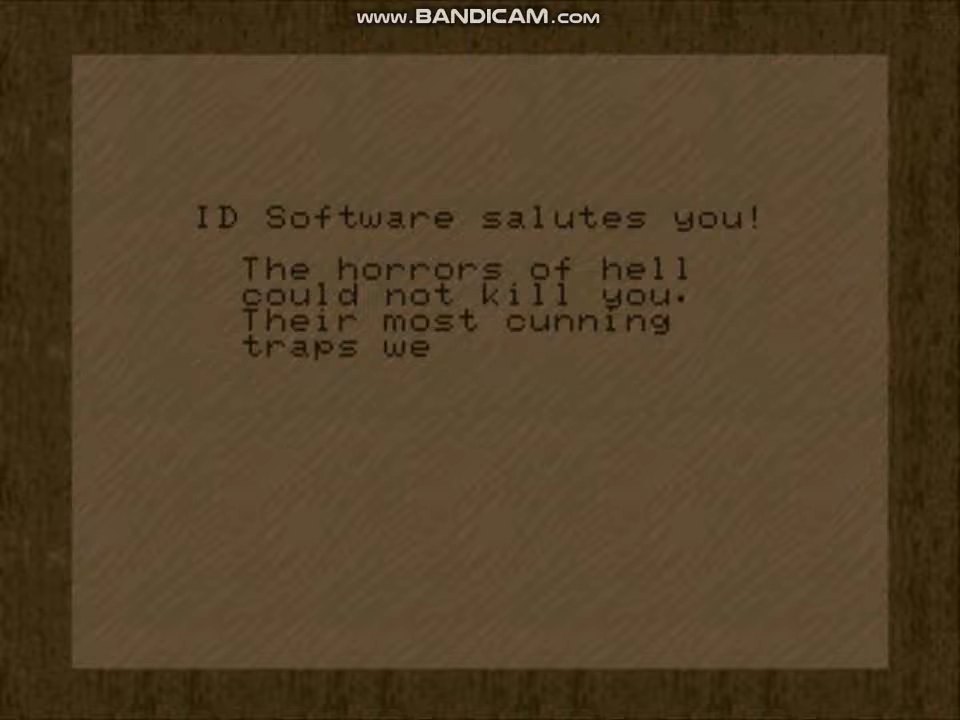 www.BANDICAM.COM
ID Software salutes you!
The horrors of hell
could not kill you.
Their most cunning
traps we